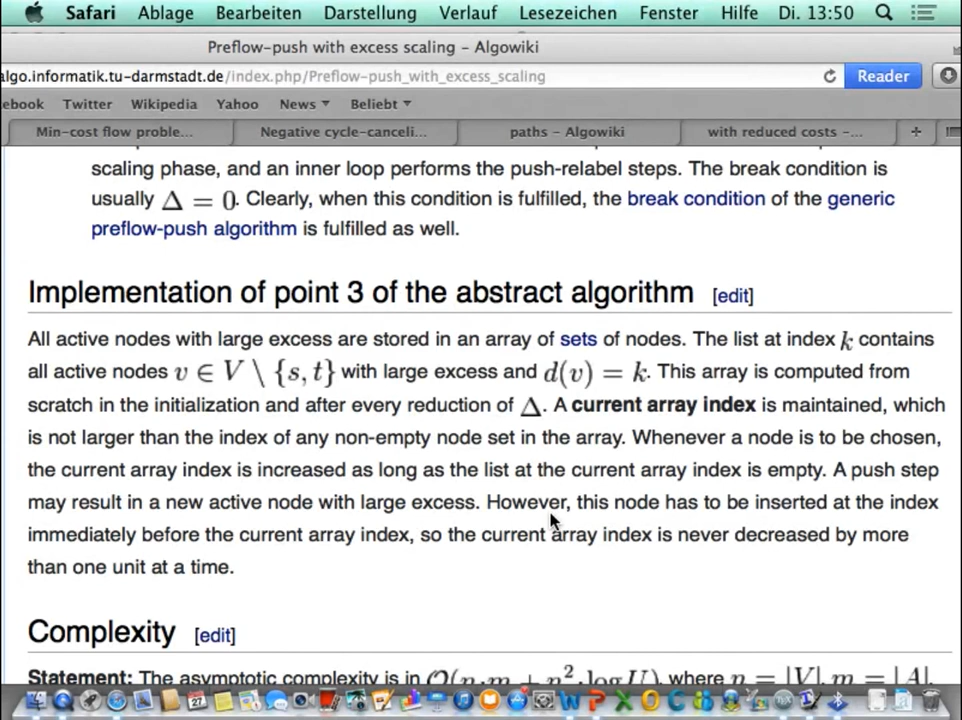 Safari Ablage Bearbeiten Darstellung Verlauf Lesezeichen Fenster Hilfe Di. 13:50
Preflow-push with excess scaling – Algowiki
algo.informatik.tu-darmstadt.de/index.php/Preflow-push_with_excess_scaling Reader
ebook Twitter Wikipedia Yahoo News ▾ Beliebt ▾
Min-cost flow proble... Negative cycle-canceli... paths – Algowiki with reduced costs –... +
scaling phase, and an inner loop performs the push-relabel steps. The break condition is
usually Δ = 0. Clearly, when this condition is fulfilled, the break condition of the generic
preflow-push algorithm is fulfilled as well.
Implementation of point 3 of the abstract algorithm [edit]
All active nodes with large excess are stored in an array of sets of nodes. The list at index k contains
all active nodes v ∈ V \ {s, t} with large excess and d(v) = k. This array is computed from
scratch in the initialization and after every reduction of Δ. A current array index is maintained, which
is not larger than the index of any non-empty node set in the array. Whenever a node is to be chosen,
the current array index is increased as long as the list at the current array index is empty. A push step
may result in a new active node with large excess. However, this node has to be inserted at the index
immediately before the current array index, so the current array index is never decreased by more
than one unit at a time.
Complexity [edit]
Statement: The asymptotic complexity is in O(n·m + n² · log U), where n = |V|, m = |A|,